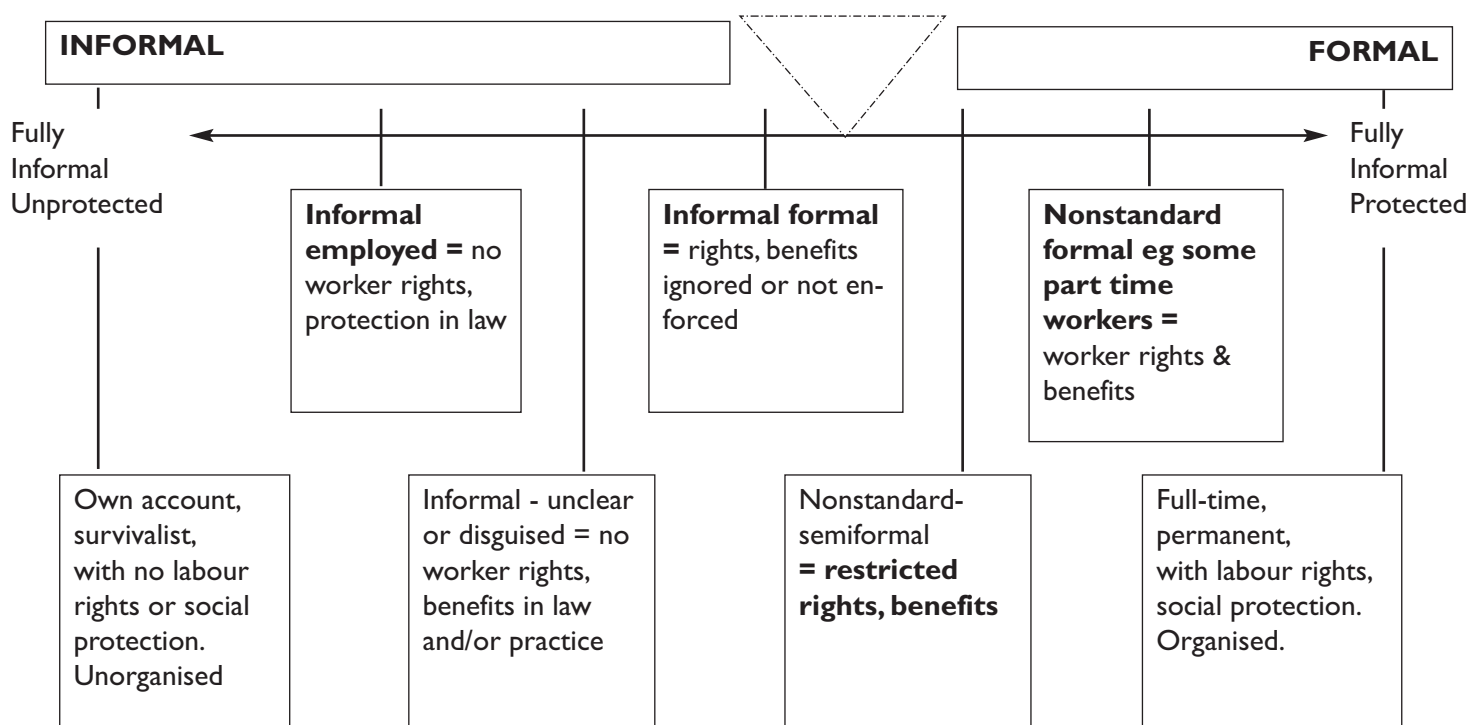 INFORMAL
FORMAL
Fully
Informal
Unprotected
Fully
Informal
Protected
Informal
employed = no
worker rights,
protection in law
Informal formal
= rights, benefits
ignored or not en-
forced
Nonstandard
formal eg some
part time
workers =
worker rights &
benefits
Own account,
survivalist,
with no labour
rights or social
protection.
Unorganised
Informal - unclear
or disguised = no
worker rights,
benefits in law
and/or practice
Nonstandard-
semiformal
= restricted
rights, benefits
Full-time,
permanent,
with labour rights,
social protection.
Organised.